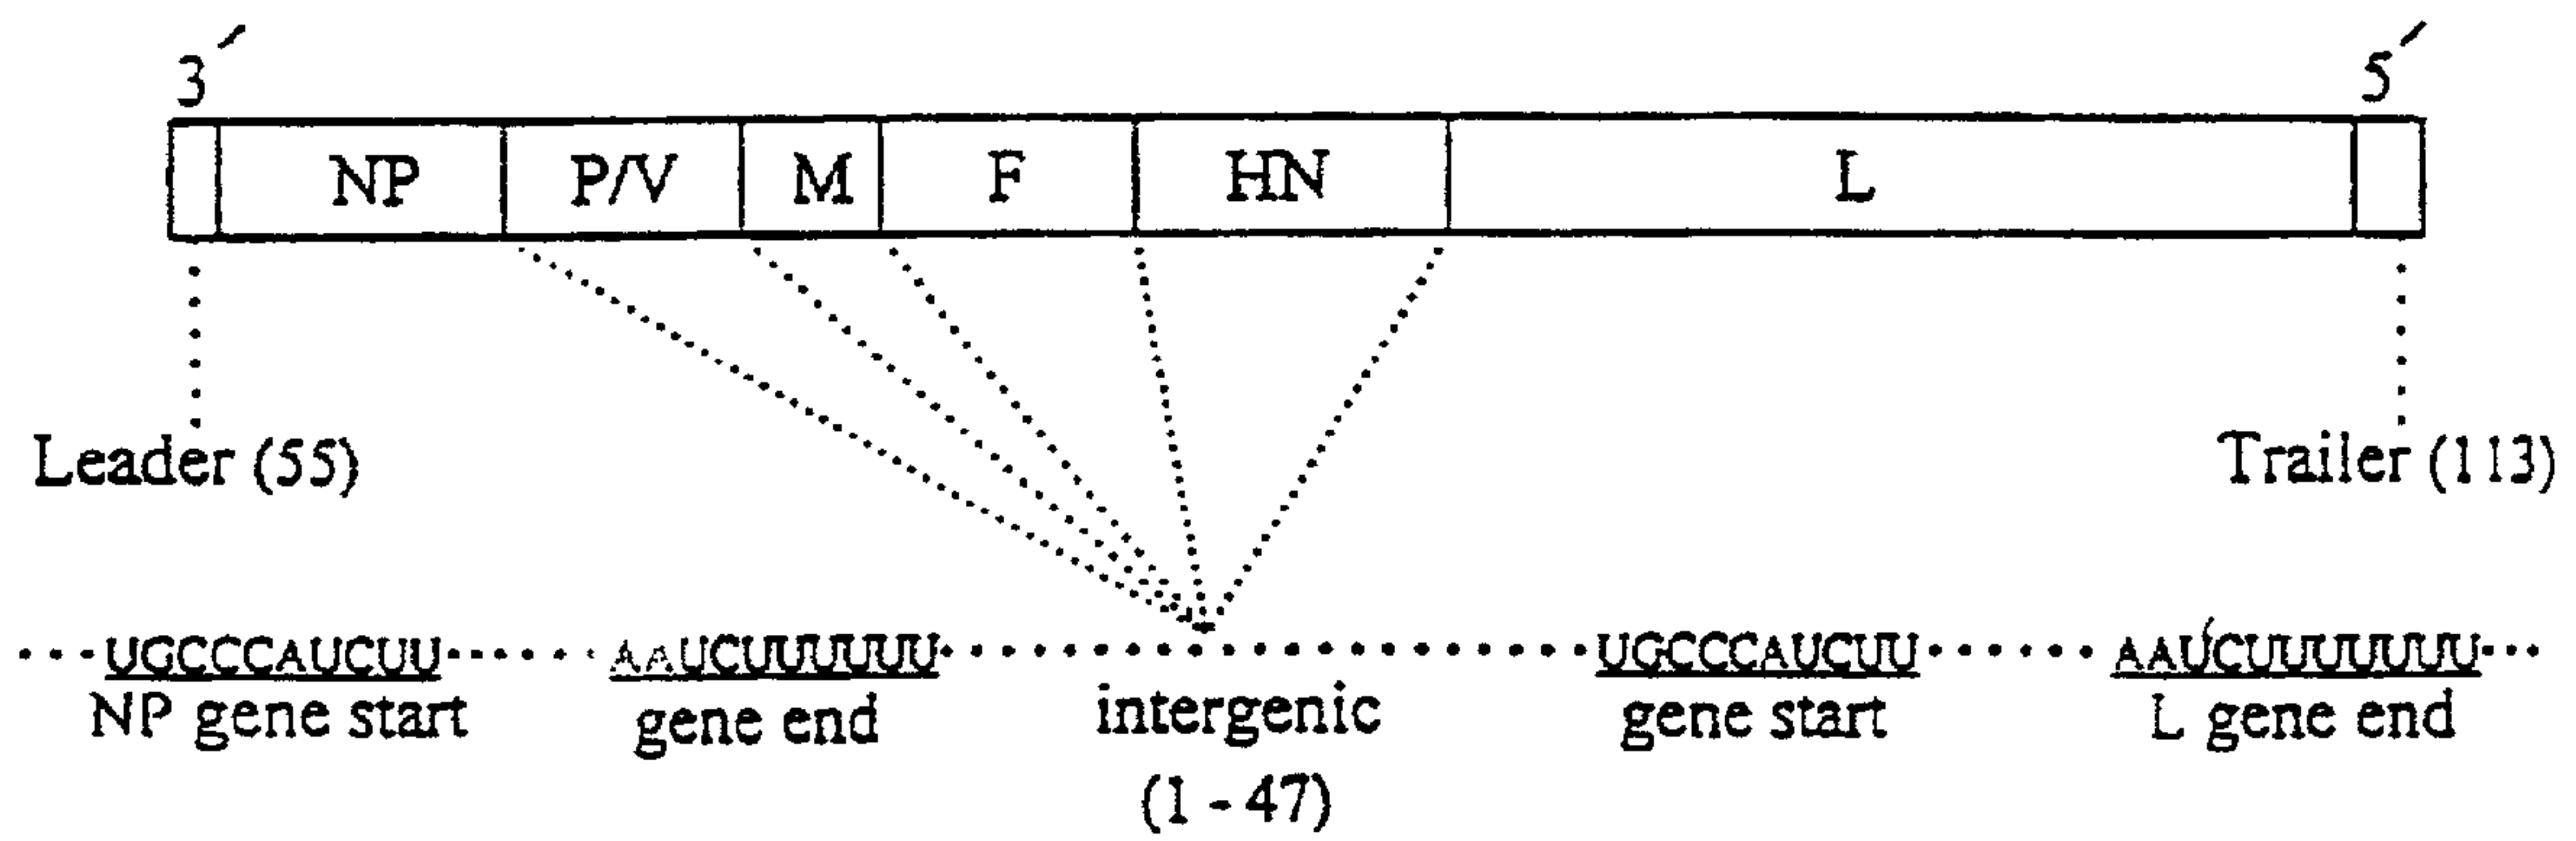 3´ 5´
NP P/V M F HN L
Leader (55) Trailer (113)
···UGCCCAUCUU······AAUCUUUUUU····················UGCCCAUCUU······AAUCUUUUUUU···
NP gene start gene end intergenic gene start L gene end
(1 - 47)